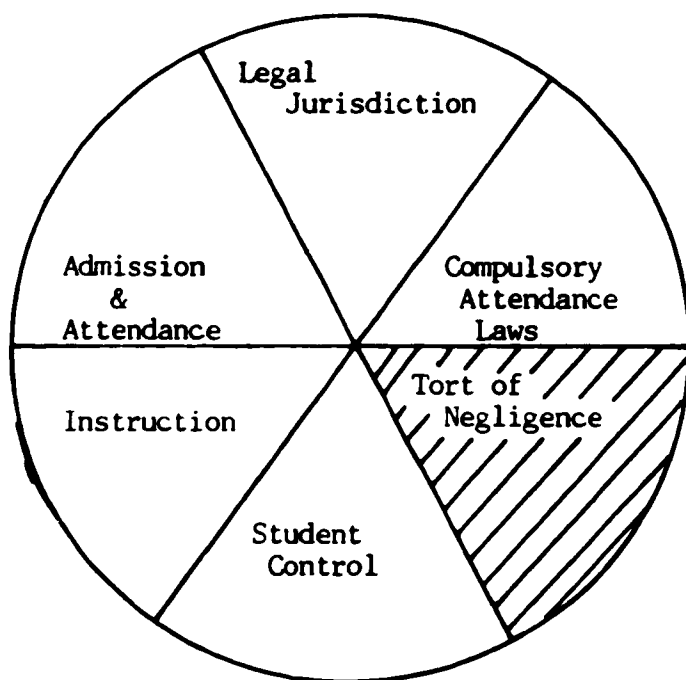 Legal
Jurisdiction
Admission
&
Attendance
Compulsory
Attendance
Laws
Instruction
Tort of
Negligence
Student
Control